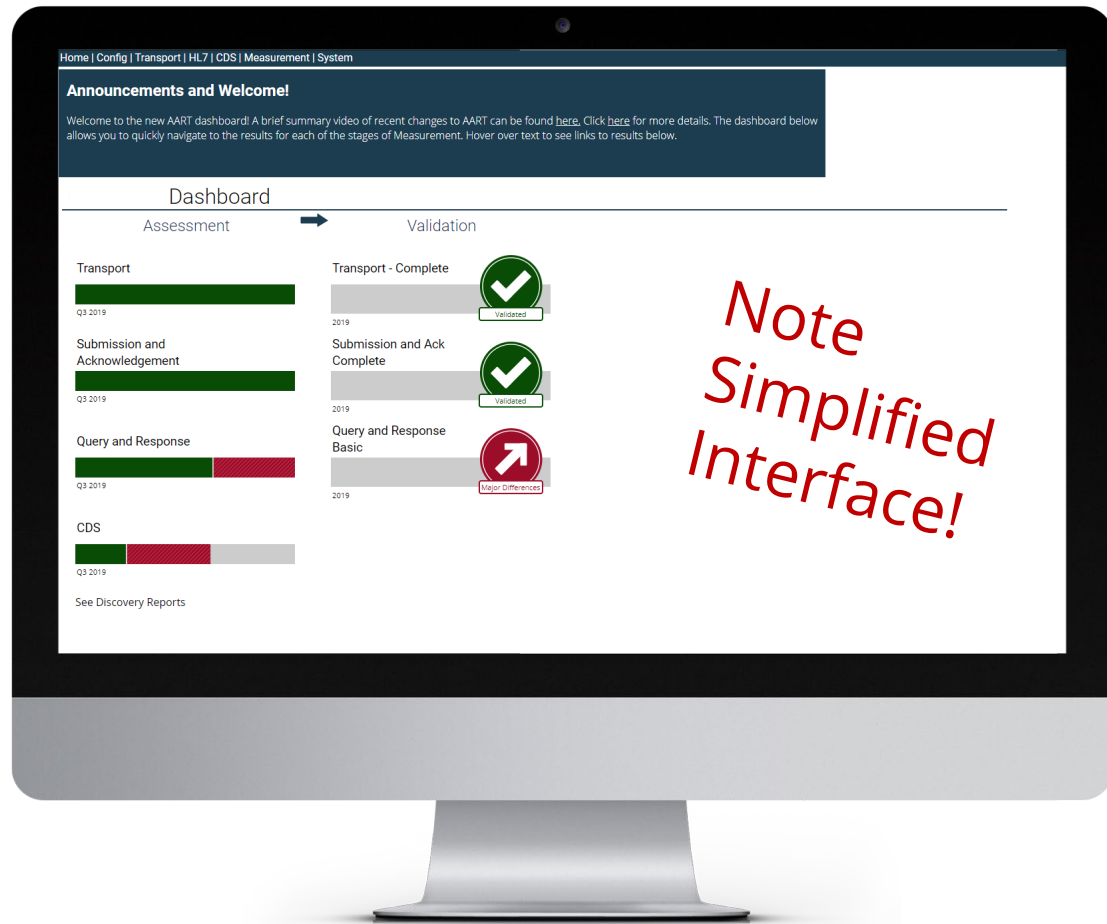 Home | Config | Transport | HL7 | CDS | Measurement | System
Announcements and Welcome!
Welcome to the new AART dashboard! A brief summary video of recent changes to AART can be found here. Click here for more details. The dashboard below
allows you to quickly navigate to the results for each of the stages of Measurement. Hover over text to see links to results below.
Dashboard
Assessment
Validation
Transport
Q3 2019
Transport - Complete
Validated
2019
Submission and
Acknowledgement
Q3 2019
Submission and Ack
Complete
Validated
2019
Query and Response
Q3 2019
Query and Response
Basic
Major Differences
2019
CDS
Q3 2019
See Discovery Reports
Note
Simplified
Interface!